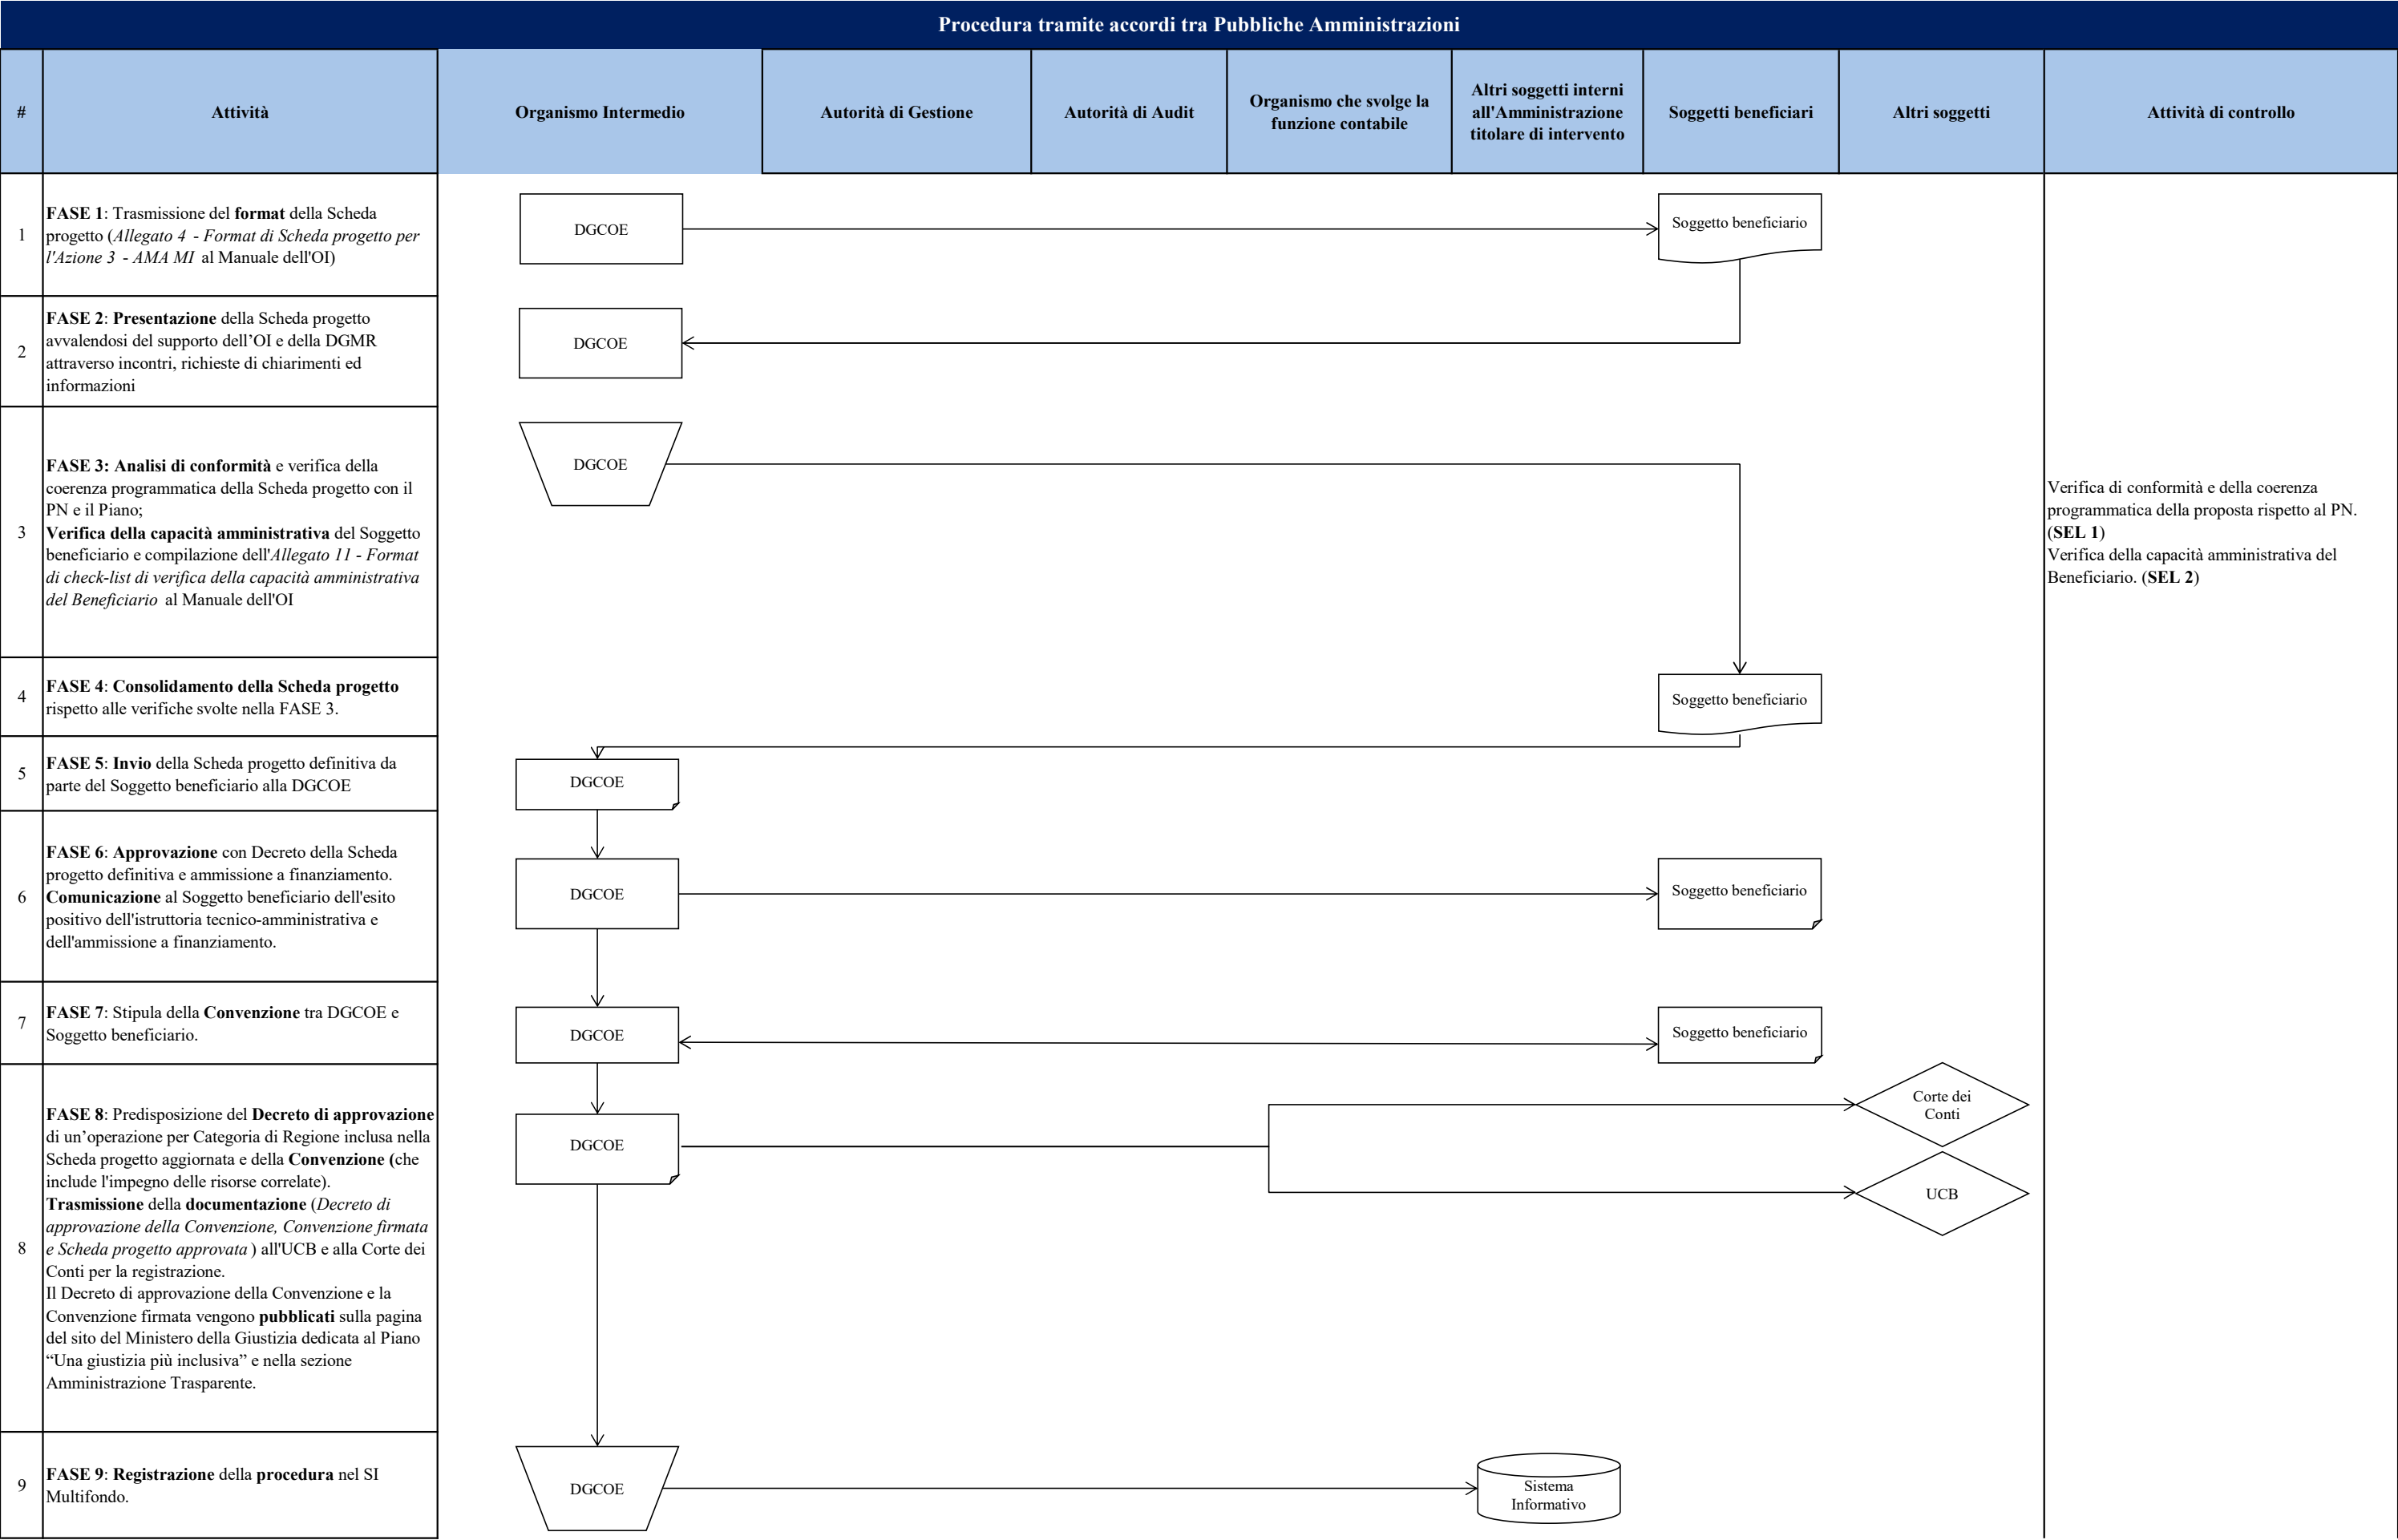 Procedura tramite accordi tra Pubbliche Amministrazioni
#
Attività
Organismo Intermedio
Autorità di Gestione
Autorità di Audit
Organismo che svolge la
funzione contabile
Altri soggetti interni
all'Amministrazione
titolare di intervento
Soggetti beneficiari
Altri soggetti
Attività di controllo
1
FASE 1: Trasmissione del format della Scheda
progetto (Allegato 4 - Format di Scheda progetto per
l'Azione 3 - AMA MI al Manuale dell'OI)
DGCOE
Soggetto beneficiario
2
FASE 2: Presentazione della Scheda progetto
avvalendosi del supporto dell’OI e della DGMR
attraverso incontri, richieste di chiarimenti ed
informazioni
DGCOE
3
FASE 3: Analisi di conformità e verifica della
coerenza programmatica della Scheda progetto con il
PN e il Piano;
Verifica della capacità amministrativa del Soggetto
beneficiario e compilazione dell'Allegato 11 - Format
di check-list di verifica della capacità amministrativa
del Beneficiario al Manuale dell'OI
DGCOE
Verifica di conformità e della coerenza
programmatica della proposta rispetto al PN.
(SEL 1)
Verifica della capacità amministrativa del
Beneficiario. (SEL 2)
4
FASE 4: Consolidamento della Scheda progetto
rispetto alle verifiche svolte nella FASE 3.
Soggetto beneficiario
5
FASE 5: Invio della Scheda progetto definitiva da
parte del Soggetto beneficiario alla DGCOE
DGCOE
6
FASE 6: Approvazione con Decreto della Scheda
progetto definitiva e ammissione a finanziamento.
Comunicazione al Soggetto beneficiario dell'esito
positivo dell'istruttoria tecnico-amministrativa e
dell'ammissione a finanziamento.
DGCOE
Soggetto beneficiario
7
FASE 7: Stipula della Convenzione tra DGCOE e
Soggetto beneficiario.
DGCOE
Soggetto beneficiario
8
FASE 8: Predisposizione del Decreto di approvazione
di un’operazione per Categoria di Regione inclusa nella
Scheda progetto aggiornata e della Convenzione (che
include l'impegno delle risorse correlate).
Trasmissione della documentazione (Decreto di
approvazione della Convenzione, Convenzione firmata
e Scheda progetto approvata ) all'UCB e alla Corte dei
Conti per la registrazione.
Il Decreto di approvazione della Convenzione e la
Convenzione firmata vengono pubblicati sulla pagina
del sito del Ministero della Giustizia dedicata al Piano
“Una giustizia più inclusiva” e nella sezione
Amministrazione Trasparente.
DGCOE
Corte dei
Conti
UCB
9
FASE 9: Registrazione della procedura nel SI
Multifondo.
DGCOE
Sistema
Informativo